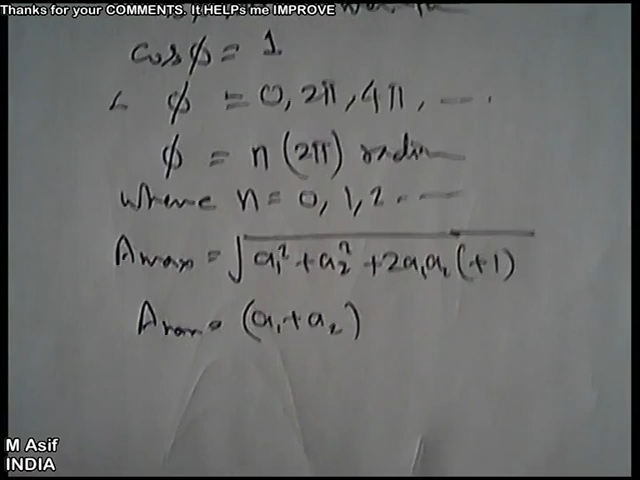 Thanks for your COMMENTS. It HELPs me IMPROVE
cosϕ = 1
ϕ = 0, 2π, 4π, ---.
ϕ = n (2π) radian
where n = 0, 1, 2 ---
Amax = √(a₁² + a₂² + 2a₁a₂ (+1))
Amax = (a₁ + a₂)
M Asif
INDIA